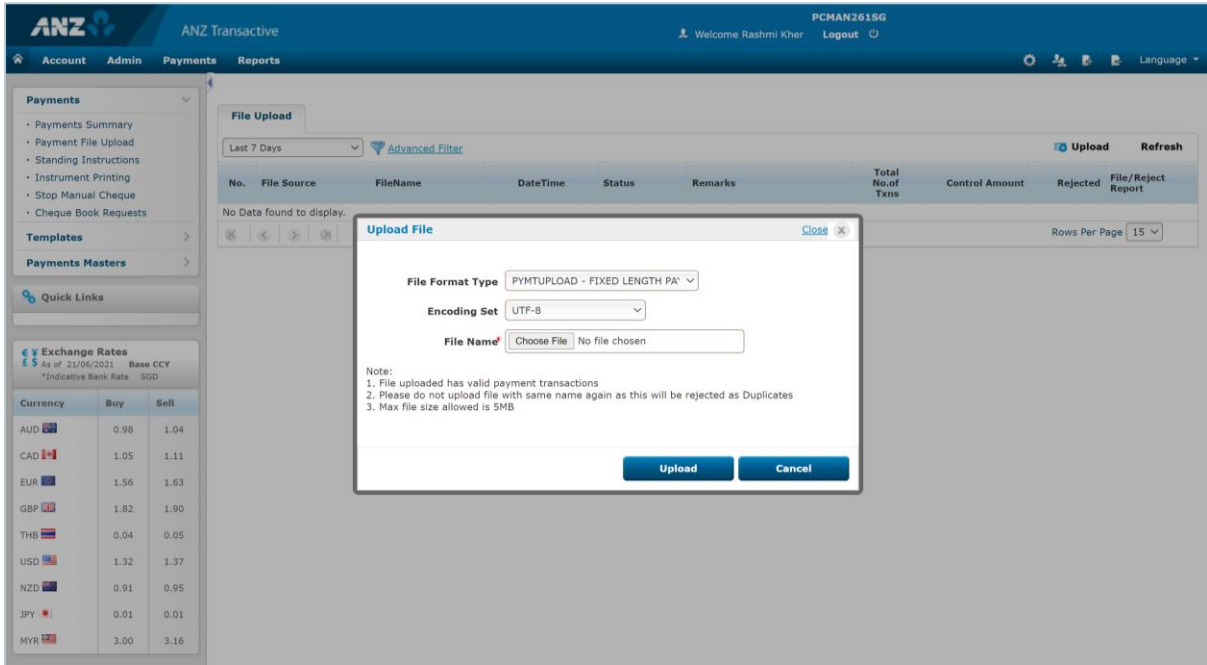 ANZ
ANZ Transactive
PCMAN261SG
Welcome Rashmi Kher Logout
Account Admin Payments Reports Language
Payments
Payments Summary
Payment File Upload
Standing Instructions
Instrument Printing
Stop Manual Cheque
Cheque Book Requests
Templates
Payments Masters
Quick Links
Exchange Rates
As of 21/06/2021 Base CCY
*Indicative Bank Rate SGD
Currency Buy Sell
AUD 0.98 1.04
CAD 1.05 1.11
EUR 1.56 1.63
GBP 1.82 1.90
THB 0.04 0.05
USD 1.32 1.37
NZD 0.91 0.95
JPY 0.01 0.01
MYR 3.00 3.16
File Upload
Last 7 Days Advanced Filter Upload Refresh
No. File Source FileName DateTime Status Remarks Total No.of Txns Control Amount Rejected File/Reject Report
No Data found to display.
Rows Per Page 15
Upload File Close X
File Format Type PYMTUPLOAD - FIXED LENGTH PAY
Encoding Set UTF-8
File Name* Choose File No file chosen
Note:
1. File uploaded has valid payment transactions
2. Please do not upload file with same name again as this will be rejected as Duplicates
3. Max file size allowed is 5MB
Upload Cancel